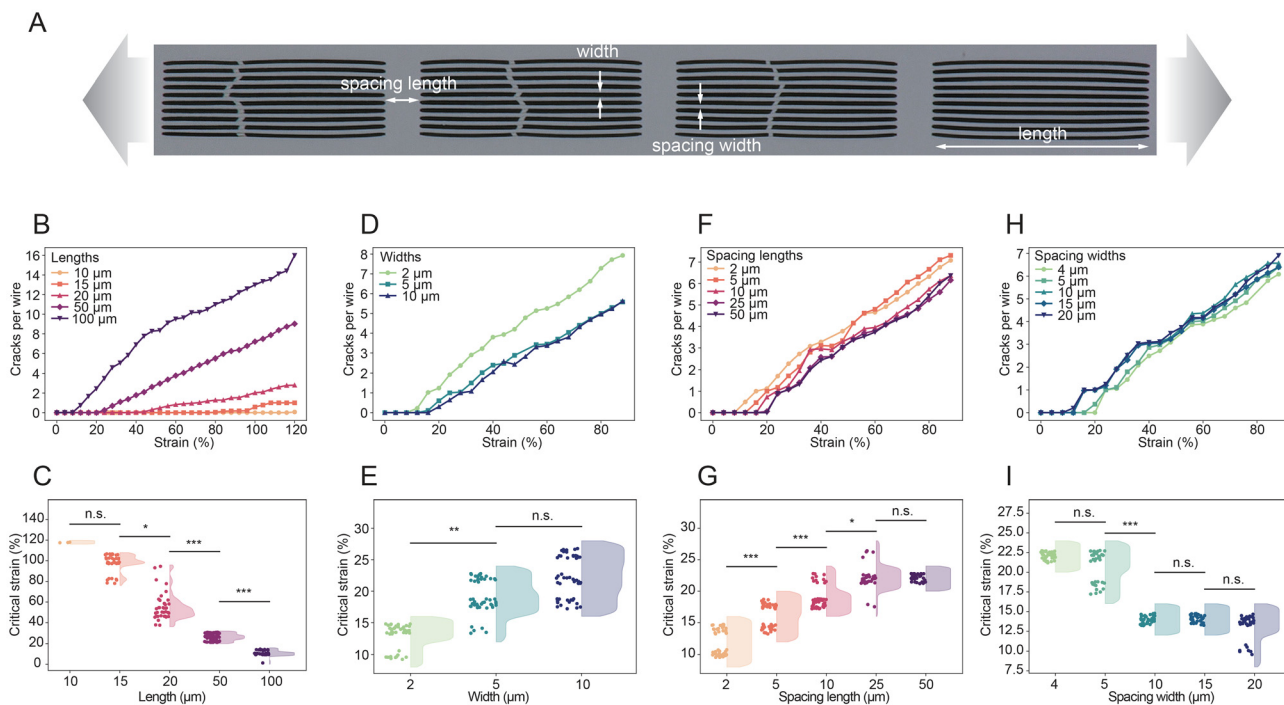 A
width
spacing length
spacing width
length
B
Lengths
10 µm
15 µm
20 µm
50 µm
100 µm
Cracks per wire
16
14
12
10
8
6
4
2
0
0 20 40 60 80 100 120
Strain (%)
D
Widths
2 µm
5 µm
10 µm
Cracks per wire
8
7
6
5
4
3
2
1
0
0 20 40 60 80
Strain (%)
F
Spacing lengths
2 µm
5 µm
10 µm
25 µm
50 µm
Cracks per wire
7
6
5
4
3
2
1
0
0 20 40 60 80
Strain (%)
H
Spacing widths
4 µm
5 µm
10 µm
15 µm
20 µm
Cracks per wire
7
6
5
4
3
2
1
0
0 20 40 60 80
Strain (%)
C
Critical strain (%)
140
120
100
80
60
40
20
0
n.s.
*
***
***
10 15 20 50 100
Length (µm)
E
Critical strain (%)
30
25
20
15
10
**
n.s.
2 5 10
Width (µm)
G
Critical strain (%)
30
25
20
15
10
***
***
*
n.s.
2 5 10 25 50
Spacing length (µm)
I
Critical strain (%)
27.5
25.0
22.5
20.0
17.5
15.0
12.5
10.0
7.5
n.s.
***
n.s.
n.s.
4 5 10 15 20
Spacing width (µm)